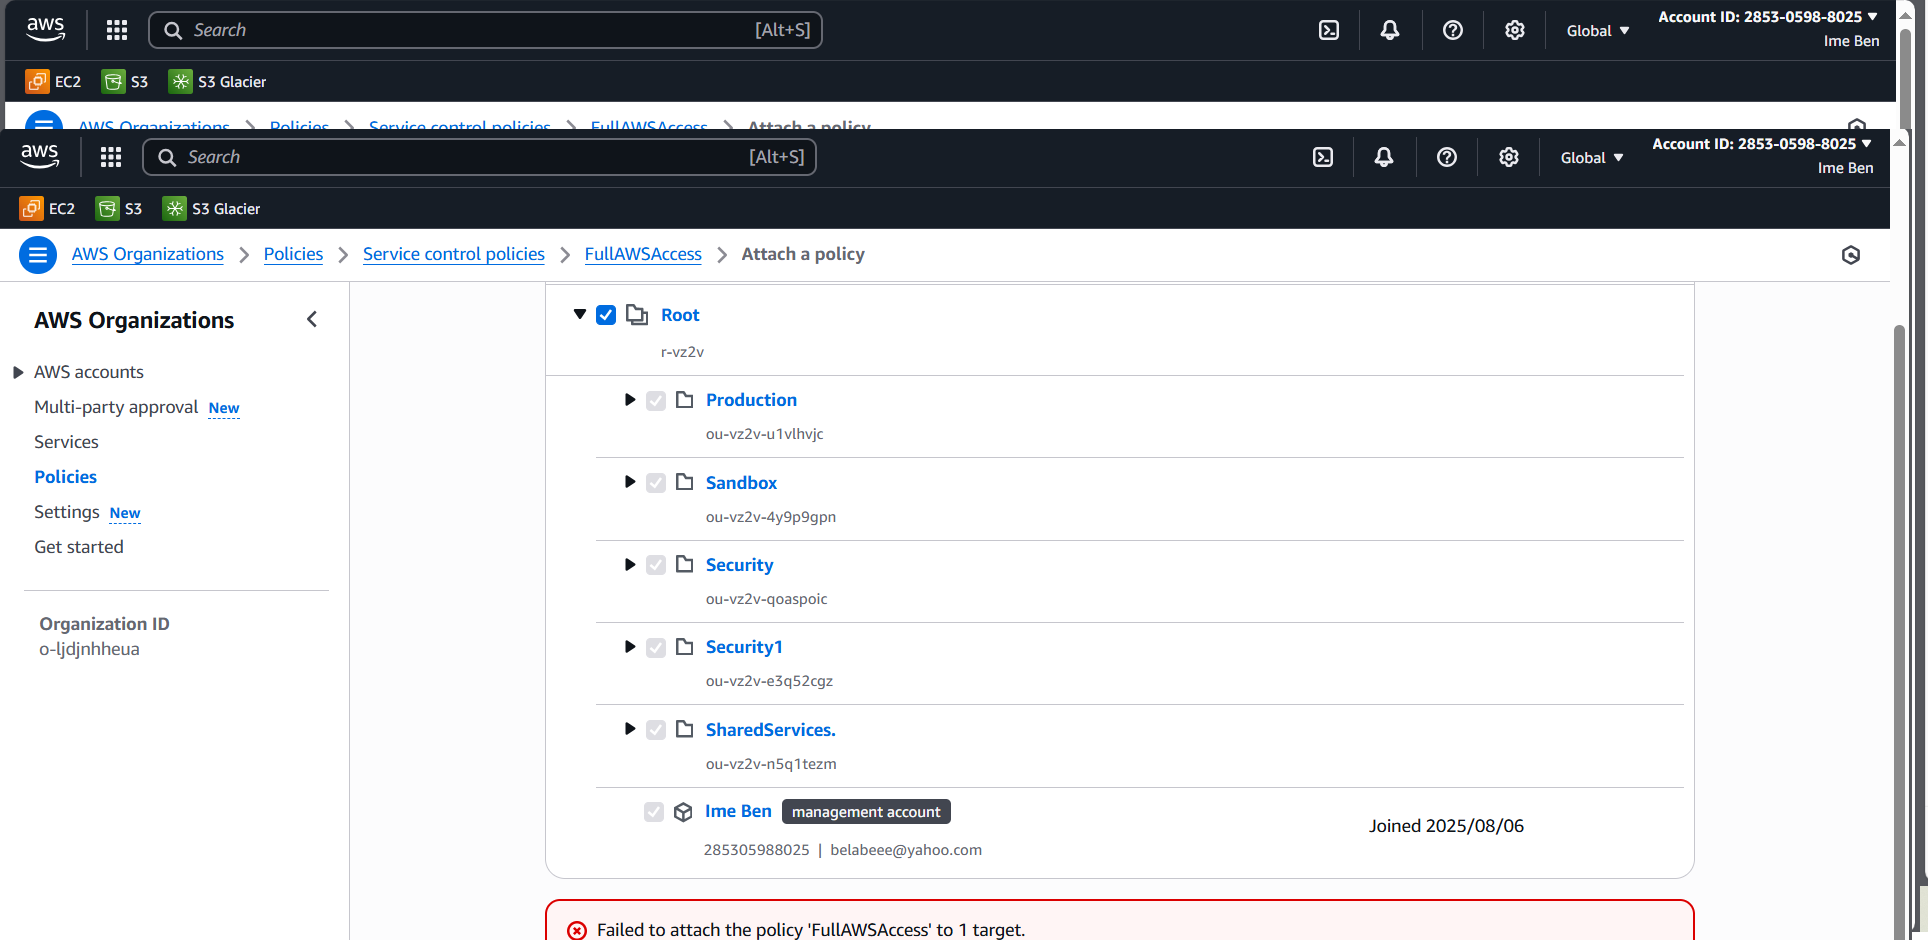 aws
Search [Alt+S]
Global
Account ID: 2853-0598-8025
Ime Ben
EC2 S3 S3 Glacier
AWS Organizations Policies Service control policies FullAWSAccess Attach a policy
aws
Search [Alt+S]
Global
Account ID: 2853-0598-8025
Ime Ben
EC2 S3 S3 Glacier
AWS Organizations Policies Service control policies FullAWSAccess Attach a policy
AWS Organizations
AWS accounts
Multi-party approval New
Services
Policies
Settings New
Get started
Organization ID
o-ljdjnhheua
Root
r-vz2v
Production
ou-vz2v-u1vlhvjc
Sandbox
ou-vz2v-4y9p9gpn
Security
ou-vz2v-qoaspoic
Security1
ou-vz2v-e3q52cgz
SharedServices.
ou-vz2v-n5q1tezm
Ime Ben management account
Joined 2025/08/06
285305988025 | belabeee@yahoo.com
Failed to attach the policy 'FullAWSAccess' to 1 target.